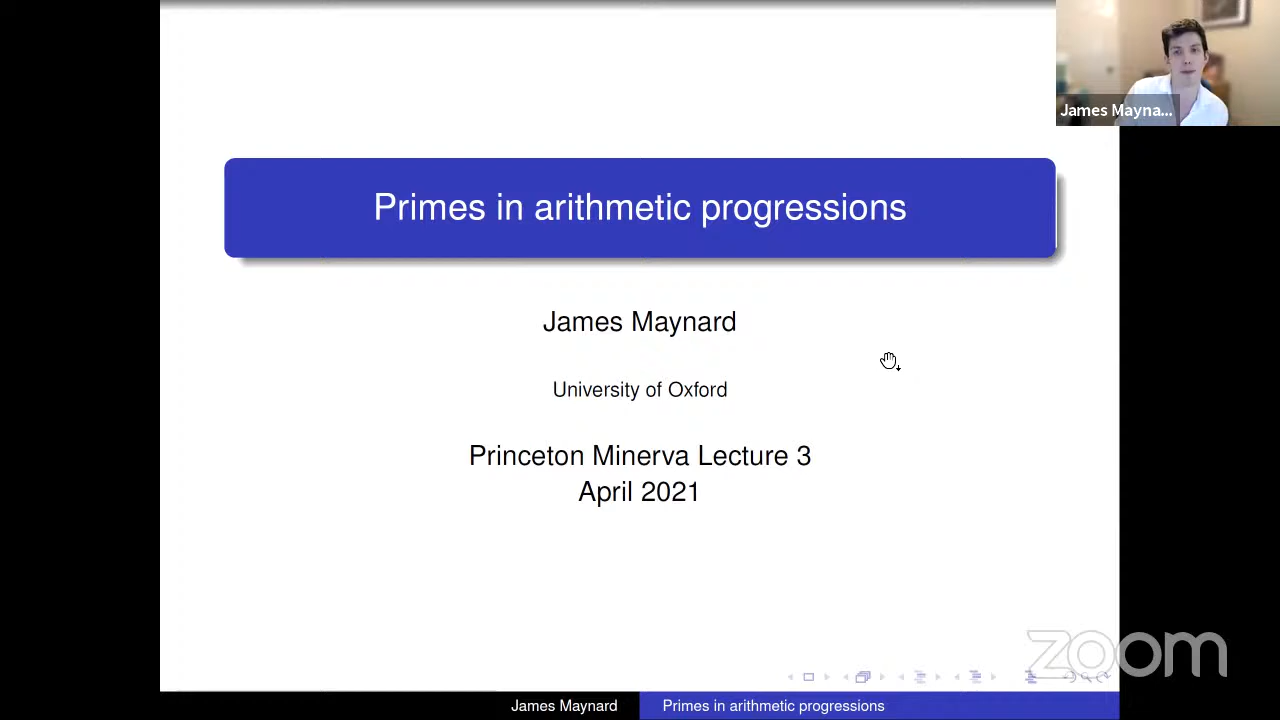 James Mayna...
Primes in arithmetic progressions
James Maynard
University of Oxford
Princeton Minerva Lecture 3
April 2021
zoom
James Maynard
Primes in arithmetic progressions